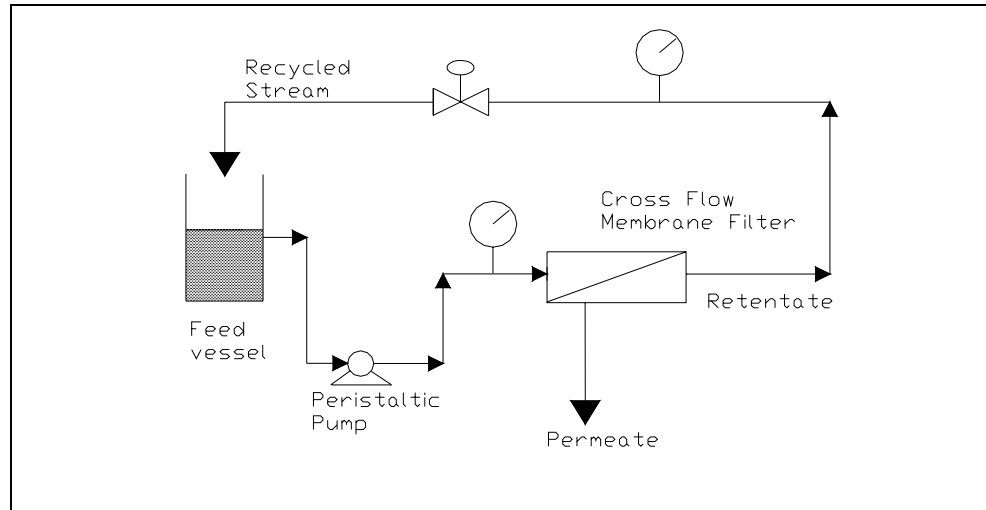 Recycled
Stream
Cross Flow
Membrane Filter
Retentate
Feed
vessel
Peristaltic
Pump
Permeate